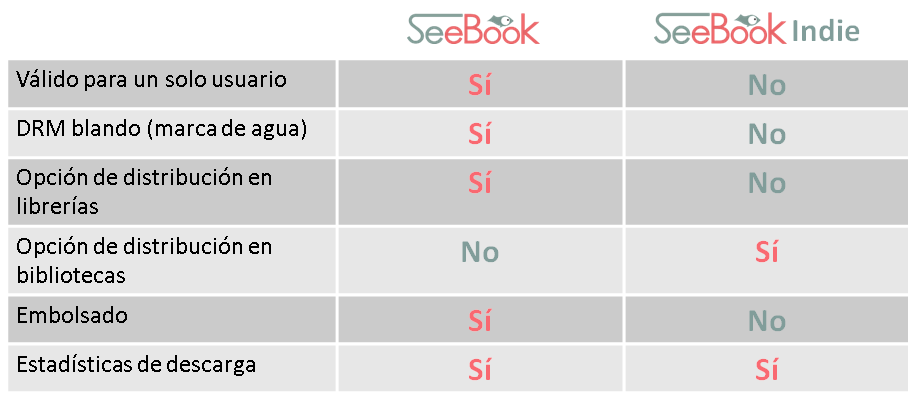 SeeBook SeeBook Indie
Válido para un solo usuario Sí No
DRM blando (marca de agua) Sí No
Opción de distribución en
librerías Sí No
Opción de distribución en
bibliotecas No Sí
Embolsado Sí No
Estadísticas de descarga Sí Sí